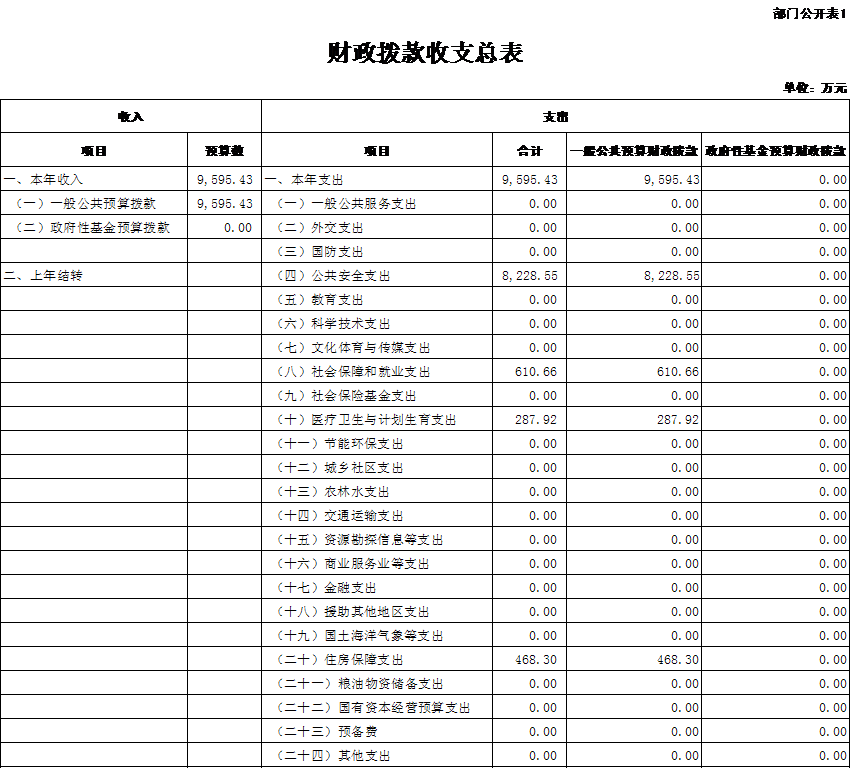 部门公开表1
财政拨款收支总表
单位：万元
收入 支出
项目 预算数 项目 合计 一般公共预算财政拨款 政府性基金预算财政拨款
一、本年收入 9,595.43 一、本年支出 9,595.43 9,595.43 0.00
（一）一般公共预算拨款 9,595.43 （一）一般公共服务支出 0.00 0.00 0.00
（二）政府性基金预算拨款 0.00 （二）外交支出 0.00 0.00 0.00
（三）国防支出 0.00 0.00 0.00
二、上年结转 （四）公共安全支出 8,228.55 8,228.55 0.00
（五）教育支出 0.00 0.00 0.00
（六）科学技术支出 0.00 0.00 0.00
（七）文化体育与传媒支出 0.00 0.00 0.00
（八）社会保障和就业支出 610.66 610.66 0.00
（九）社会保险基金支出 0.00 0.00 0.00
（十）医疗卫生与计划生育支出 287.92 287.92 0.00
（十一）节能环保支出 0.00 0.00 0.00
（十二）城乡社区支出 0.00 0.00 0.00
（十三）农林水支出 0.00 0.00 0.00
（十四）交通运输支出 0.00 0.00 0.00
（十五）资源勘探信息等支出 0.00 0.00 0.00
（十六）商业服务业等支出 0.00 0.00 0.00
（十七）金融支出 0.00 0.00 0.00
（十八）援助其他地区支出 0.00 0.00 0.00
（十九）国土海洋气象等支出 0.00 0.00 0.00
（二十）住房保障支出 468.30 468.30 0.00
（二十一）粮油物资储备支出 0.00 0.00 0.00
（二十二）国有资本经营预算支出 0.00 0.00 0.00
（二十三）预备费 0.00 0.00 0.00
（二十四）其他支出 0.00 0.00 0.00